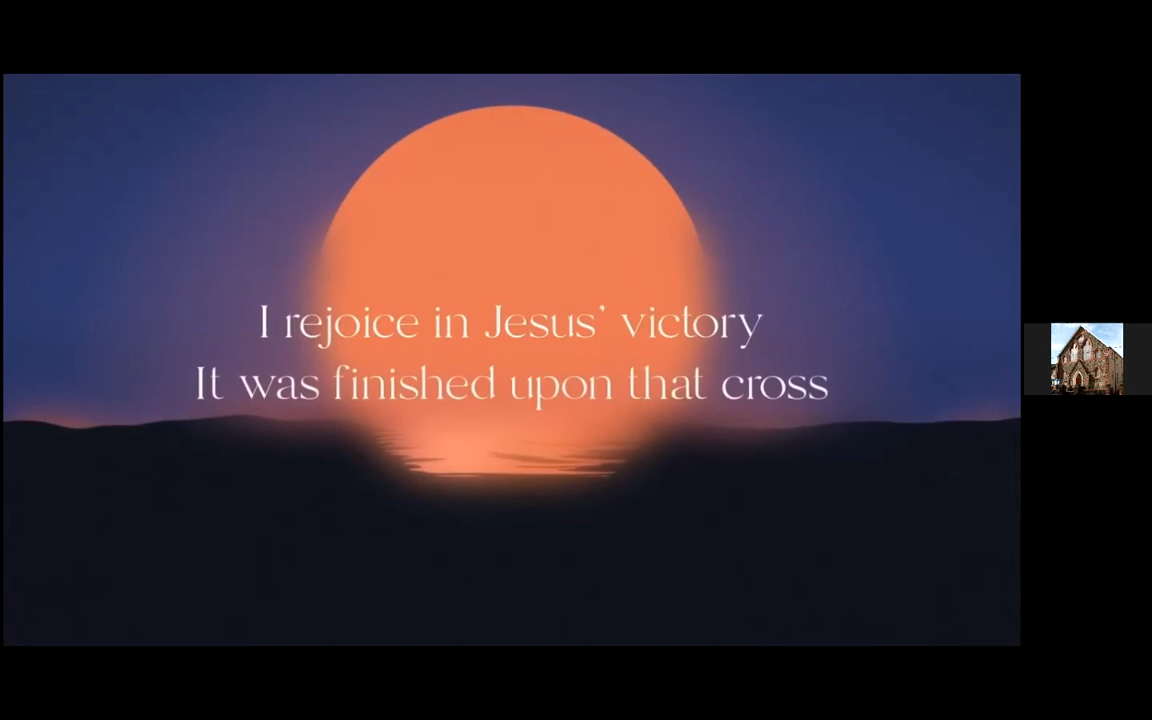 I rejoice in Jesus’ victory
It was finished upon that cross